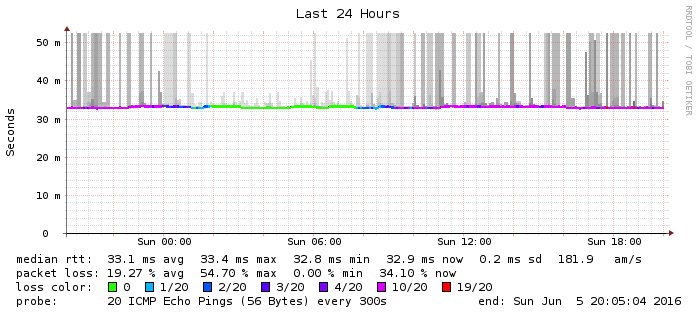 Last 24 Hours
RRDTOOL / TOBI OETIKER
Seconds
50 m
40 m
30 m
20 m
10 m
0
Sun 00:00 Sun 06:00 Sun 12:00 Sun 18:00
median rtt: 33.1 ms avg 33.4 ms max 32.8 ms min 32.9 ms now 0.2 ms sd 181.9 am/s
packet loss: 19.27 % avg 54.70 % max 0.00 % min 34.10 % now
loss color: 0 1/20 2/20 3/20 4/20 10/20 19/20
probe: 20 ICMP Echo Pings (56 Bytes) every 300s end: Sun Jun 5 20:05:04 2016